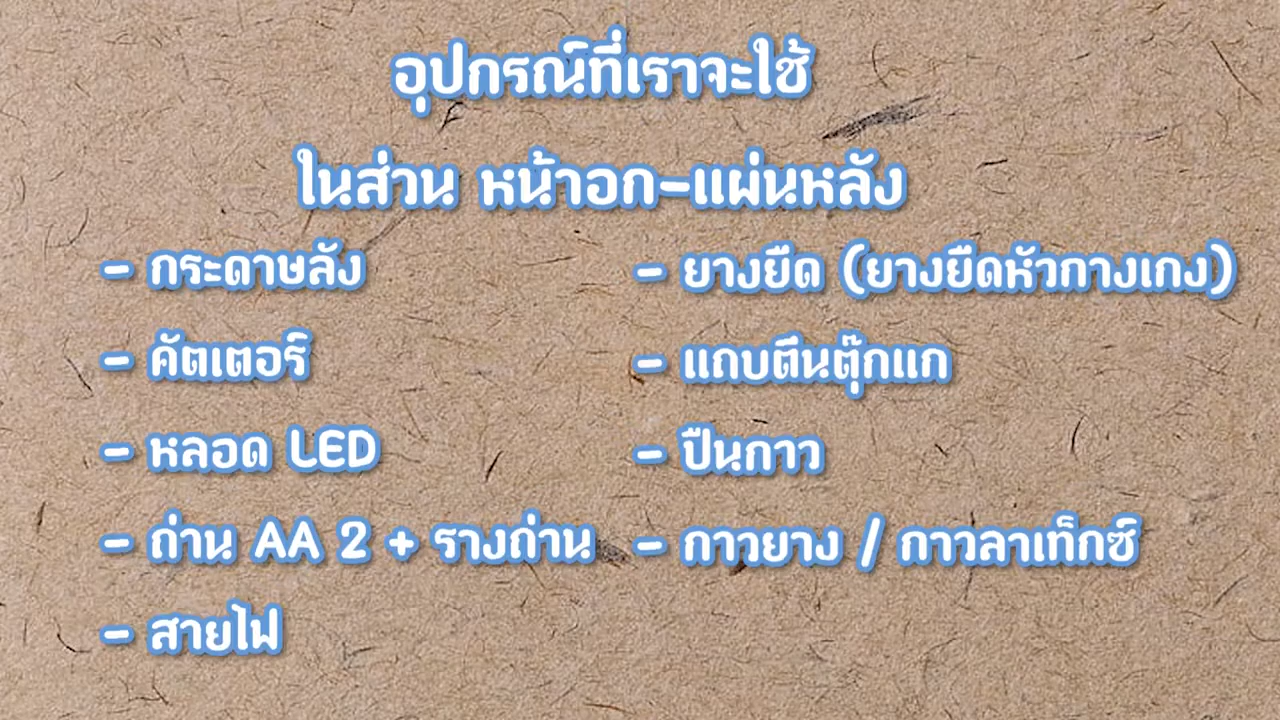 อุปกรณ์ที่เราจะใช้
ในส่วน หน้าอก-แผ่นหลัง
- กระดาษลัง
- คัตเตอร์
- หลอด LED
- ถ่าน AA 2 + รางถ่าน
- สายไฟ
- ยางยืด (ยางยืดหัวกางเกง)
- แถบตีนตุ๊กแก
- ปืนกาว
- กาวยาง / กาวลาเท็กซ์